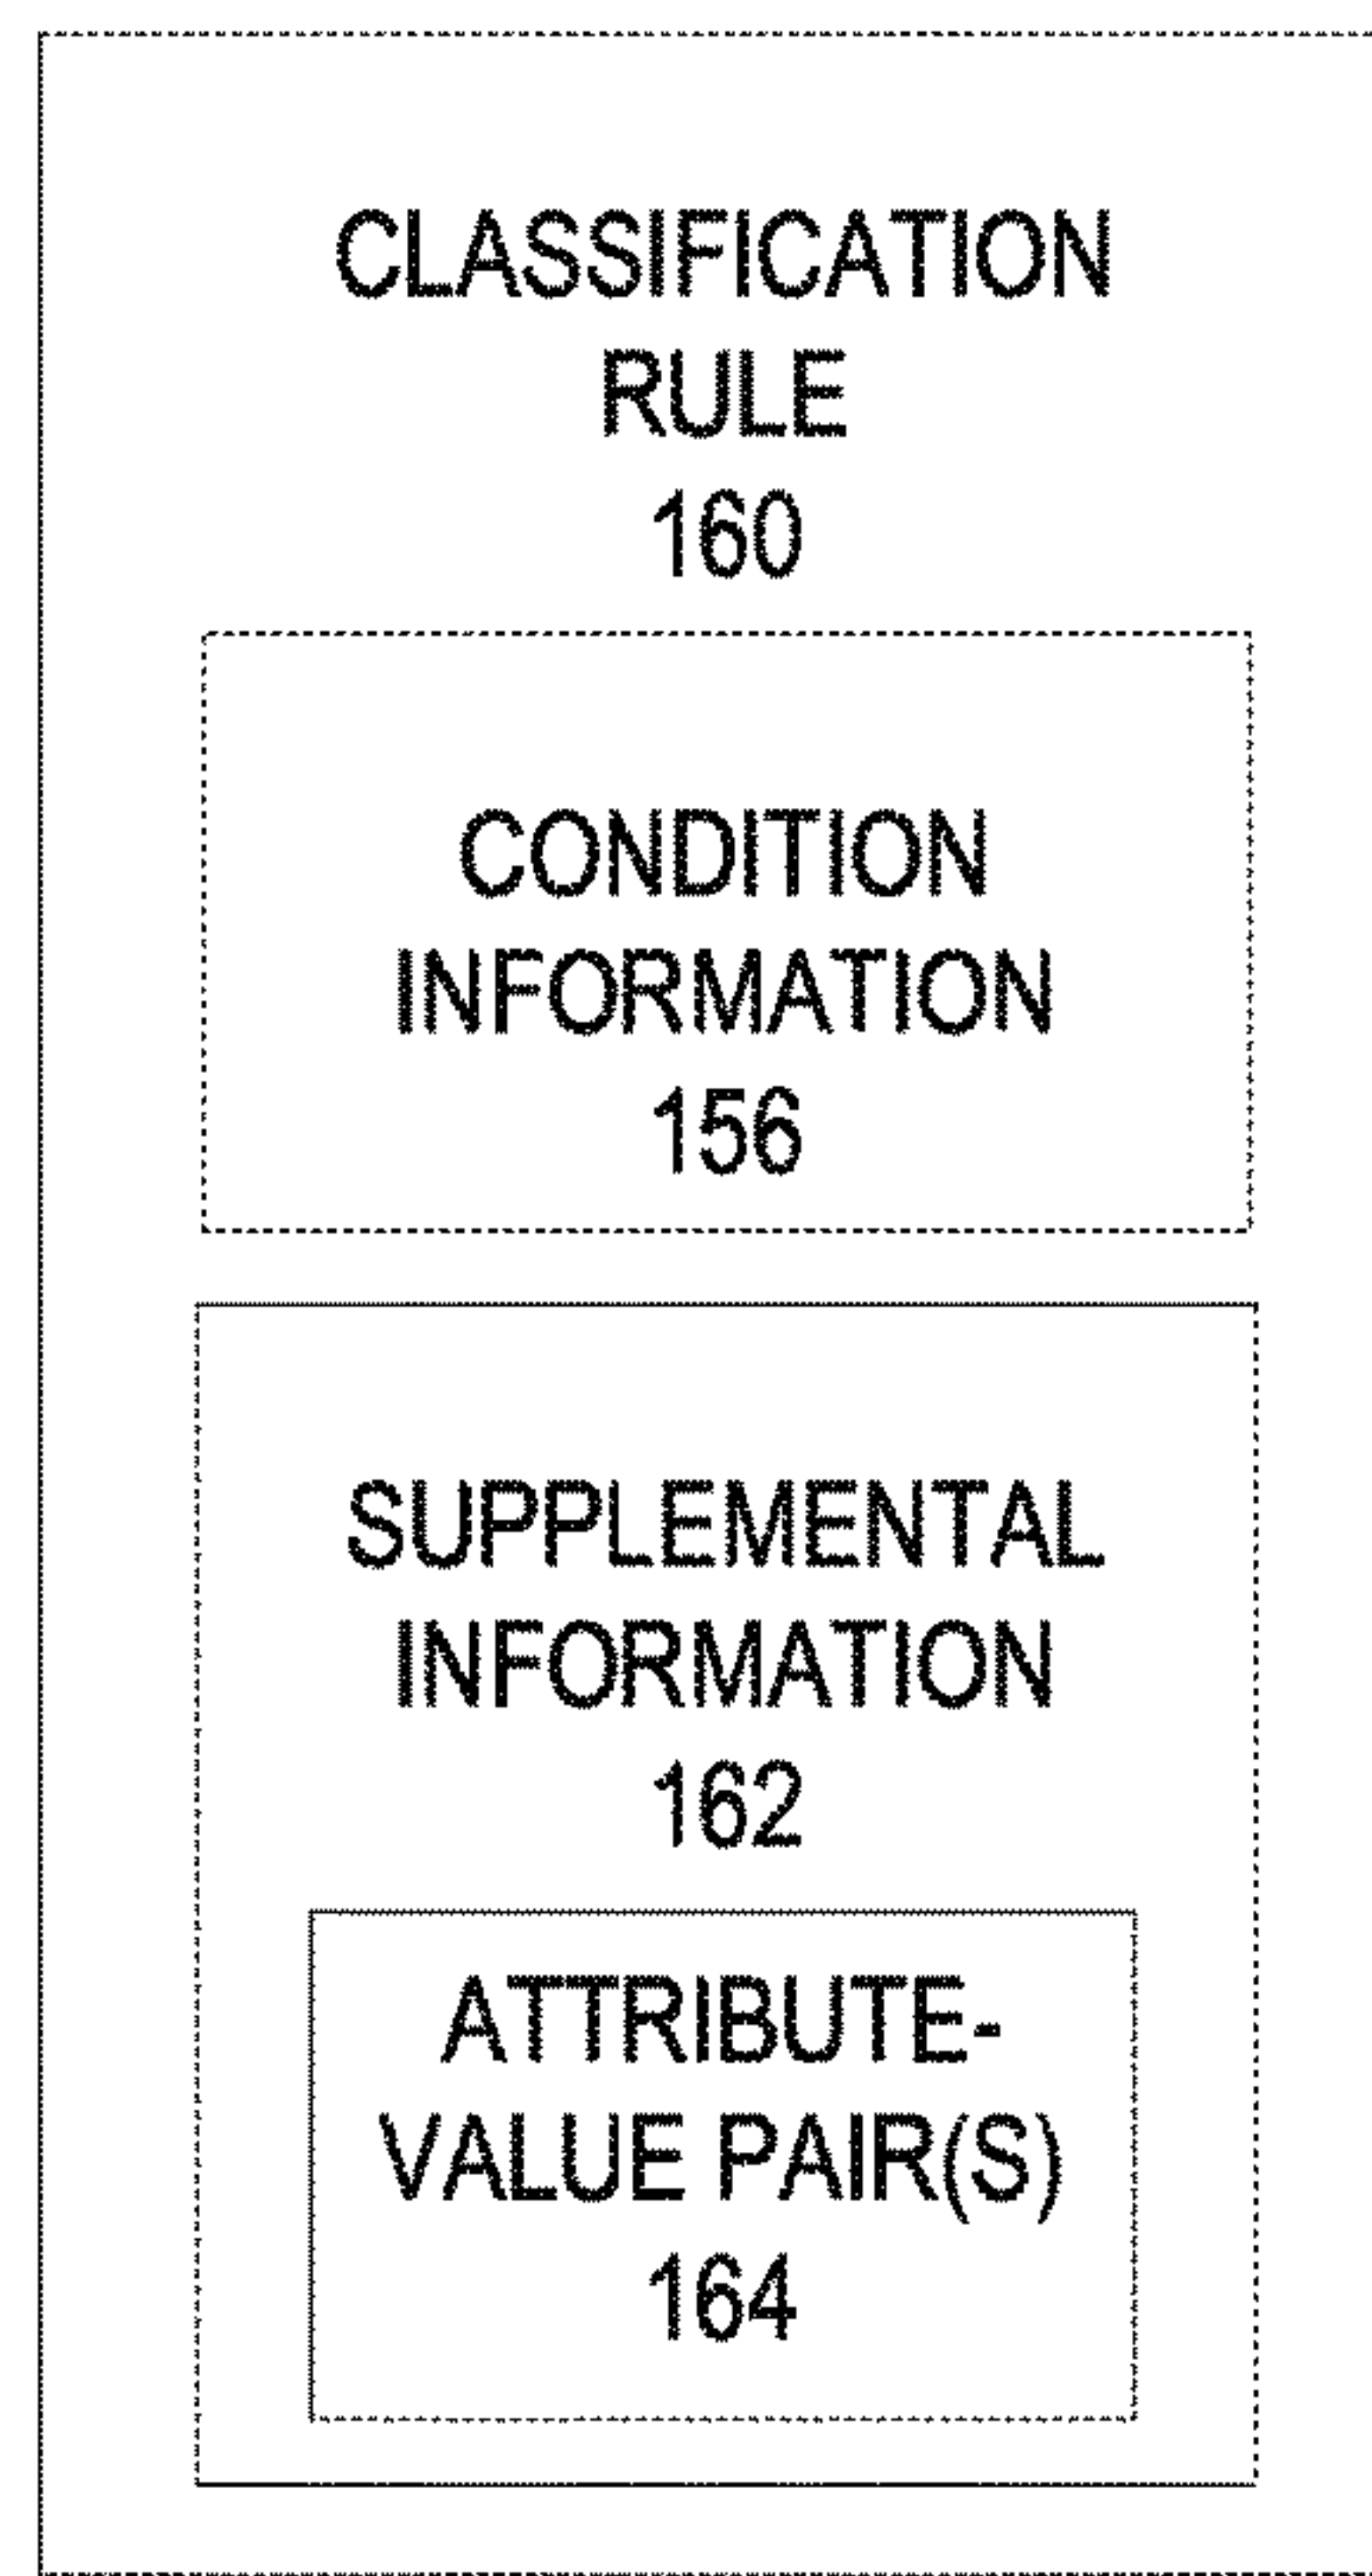 CLASSIFICATION
RULE
160
CONDITION
INFORMATION
156
SUPPLEMENTAL
INFORMATION
162
ATTRIBUTE-
VALUE PAIR(S)
164